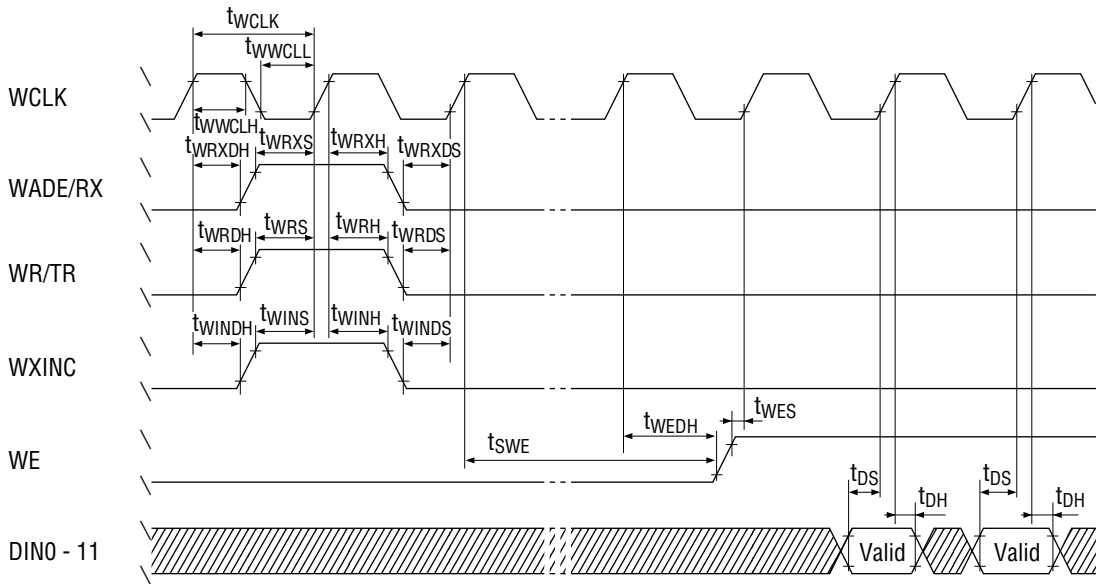 tWCLK
tWWCLL
WCLK
tWWCLH
tWRXDH tWRXS tWRXH tWRXDS
WADE/RX
tWRDH tWRS tWRH tWRDS
WR/TR
tWINDH tWINS tWINH tWINDS
WXINC
tWES
tWEDH
tSWE
WE
tDS tDH tDS tDH
DIN0 - 11 Valid Valid